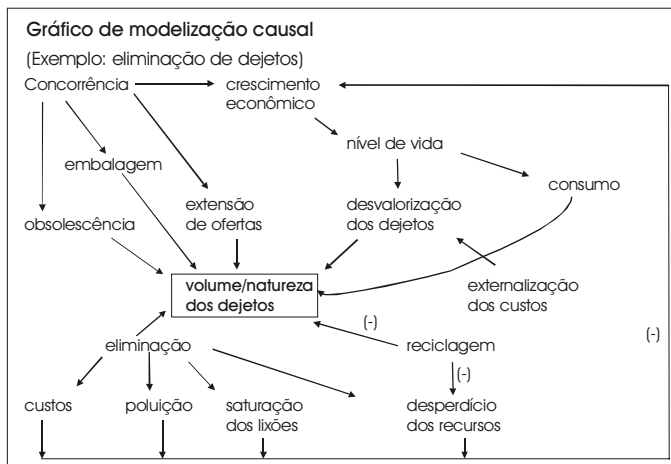 Gráfico de modelização causal
(Exemplo: eliminação de dejetos)
Concorrência
crescimento
econômico
nível de vida
embalagem
consumo
extensão
de ofertas
desvalorização
dos dejetos
obsolescência
volume/natureza
dos dejetos
externalização
dos custos
(-)
(-)
eliminação
reciclagem
(-)
custos
poluição
saturação
dos lixões
desperdício
dos recursos